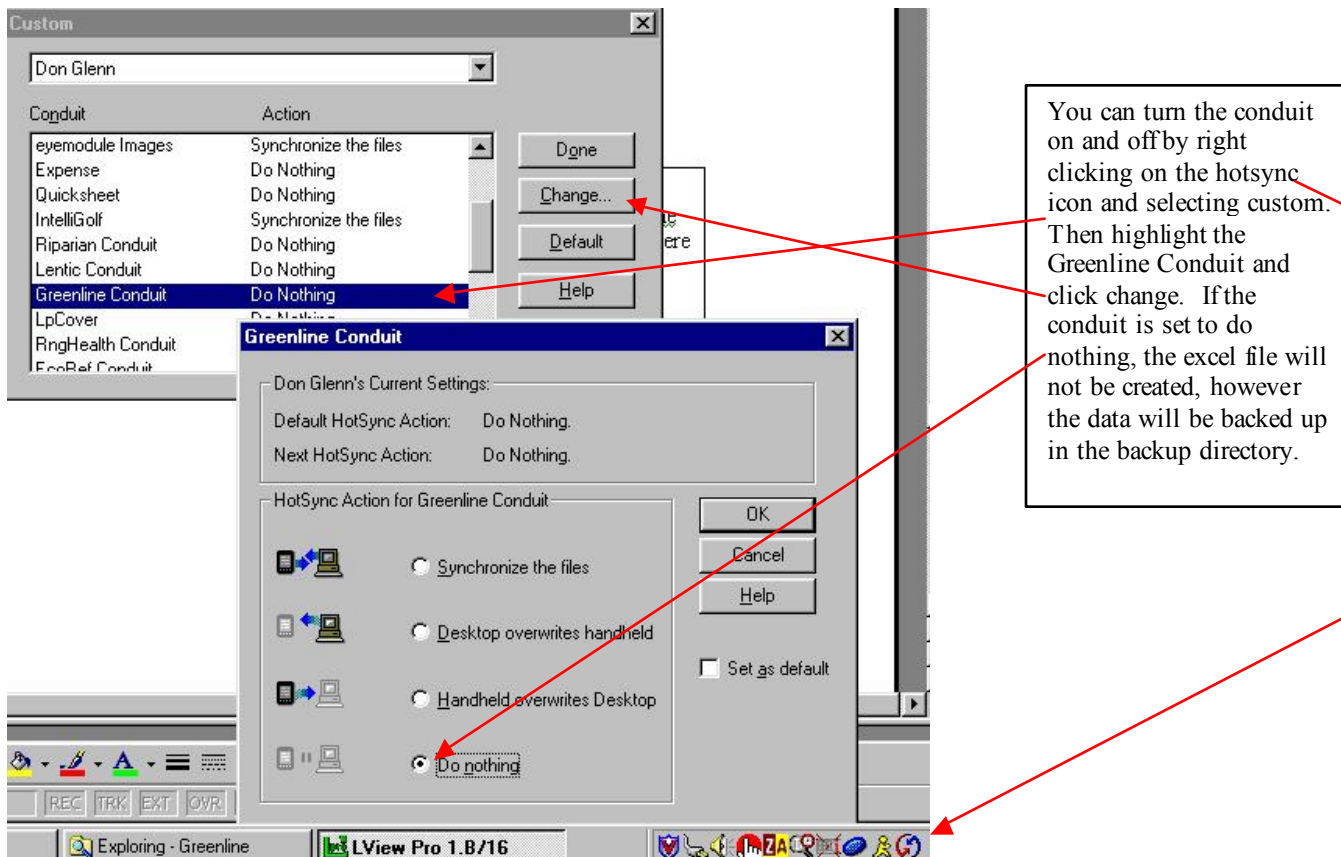 Custom
Don Glenn
Conduit Action
eyemodule Images Synchronize the files
Expense Do Nothing
Quicksheet Do Nothing
IntelliGolf Synchronize the files
Riparian Conduit Do Nothing
Lentic Conduit Do Nothing
Greenline Conduit Do Nothing
LpCover Do Nothing
RngHealth Conduit
EcoRef Conduit
Done
Change...
Default
Help
ere
Greenline Conduit
Don Glenn's Current Settings:
Default HotSync Action: Do Nothing.
Next HotSync Action: Do Nothing.
HotSync Action for Greenline Conduit
Synchronize the files
Desktop overwrites handheld
Handheld overwrites Desktop
Do nothing
OK
Cancel
Help
Set as default
You can turn the conduit
on and off by right
clicking on the hotsync
icon and selecting custom.
Then highlight the
Greenline Conduit and
click change. If the
conduit is set to do
nothing, the excel file will
not be created, however
the data will be backed up
in the backup directory.
A
REC TRK EXT OVR
Exploring - Greenline
LView Pro 1.B/16
ZA